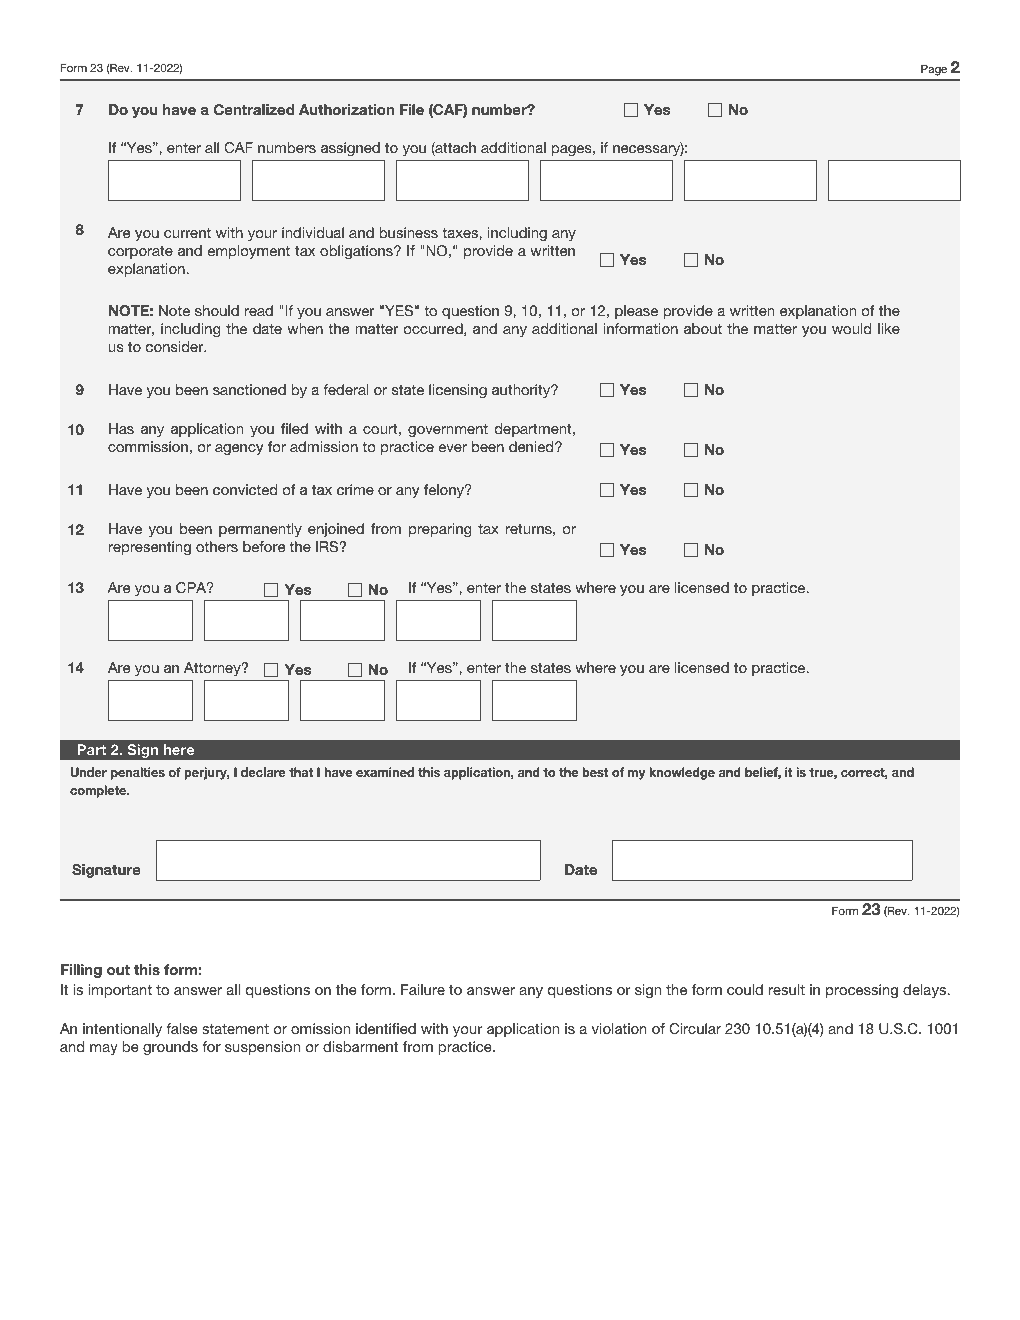 Form 23 (Rev. 11-2022) Page 2
7 Do you have a Centralized Authorization File (CAF) number? Yes No
If “Yes”, enter all CAF numbers assigned to you (attach additional pages, if necessary):
8 Are you current with your individual and business taxes, including any
corporate and employment tax obligations? If "NO," provide a written
explanation. Yes No
NOTE: Note should read "If you answer "YES" to question 9, 10, 11, or 12, please provide a written explanation of the
matter, including the date when the matter occurred, and any additional information about the matter you would like
us to consider.
9 Have you been sanctioned by a federal or state licensing authority? Yes No
10 Has any application you filed with a court, government department,
commission, or agency for admission to practice ever been denied? Yes No
11 Have you been convicted of a tax crime or any felony? Yes No
12 Have you been permanently enjoined from preparing tax returns, or
representing others before the IRS? Yes No
13 Are you a CPA? Yes No If “Yes”, enter the states where you are licensed to practice.
14 Are you an Attorney? Yes No If “Yes”, enter the states where you are licensed to practice.
Part 2. Sign here
Under penalties of perjury, I declare that I have examined this application, and to the best of my knowledge and belief, it is true, correct, and
complete.
Signature Date
Form 23 (Rev. 11-2022)
Filling out this form:
It is important to answer all questions on the form. Failure to answer any questions or sign the form could result in processing delays.
An intentionally false statement or omission identified with your application is a violation of Circular 230 10.51(a)(4) and 18 U.S.C. 1001
and may be grounds for suspension or disbarment from practice.